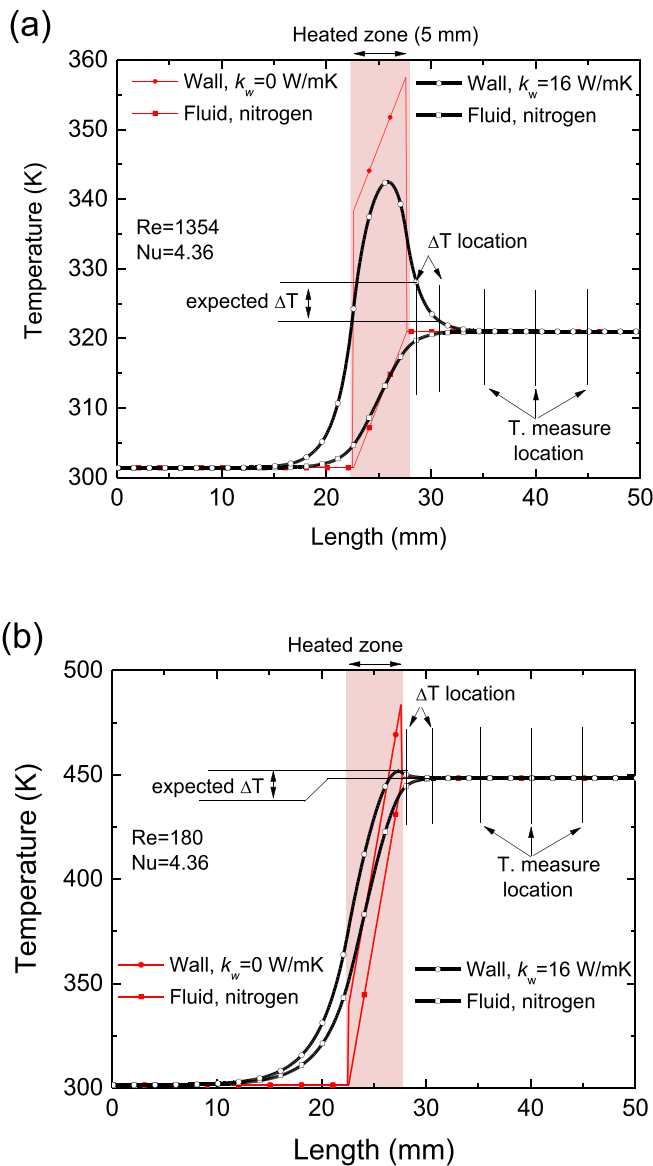 (a)
Heated zone (5 mm)
360
350
340
330
320
310
300
Temperature (K)
Wall, k_w=0 W/mK
Fluid, nitrogen
Wall, k_w=16 W/mK
Fluid, nitrogen
Re=1354
Nu=4.36
ΔT location
expected ΔT
T. measure
location
0 10 20 30 40 50
Length (mm)
(b)
Heated zone
500
450
400
350
300
Temperature (K)
ΔT location
expected ΔT
Re=180
Nu=4.36
T. measure
location
Wall, k_w=0 W/mK
Fluid, nitrogen
Wall, k_w=16 W/mK
Fluid, nitrogen
0 10 20 30 40 50
Length (mm)